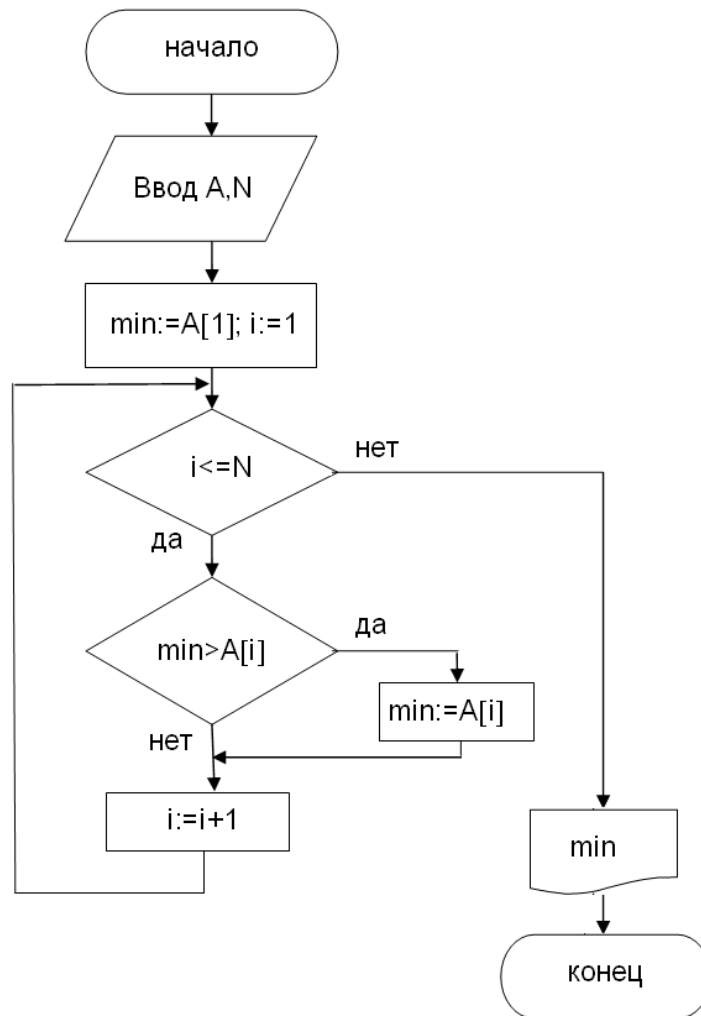 начало
Ввод A,N
min:=A[1]; i:=1
i<=N
нет
да
min>A[i]
да
min:=A[i]
нет
i:=i+1
min
конец